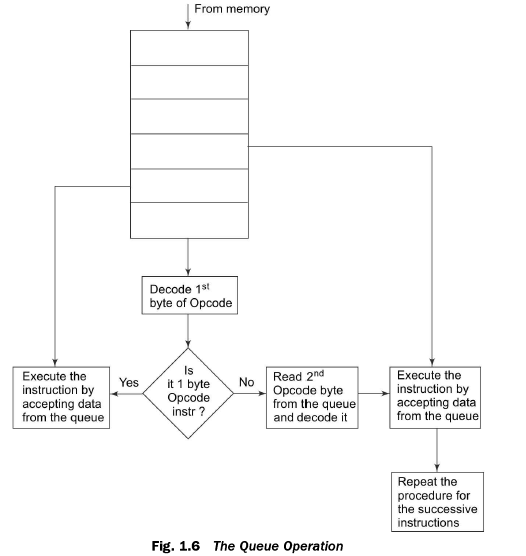 From memory
Decode 1st
byte of Opcode
Is
it 1 byte
Opcode
instr ?
Yes
No
Execute the
instruction by
accepting data
from the queue
Read 2nd
Opcode byte
from the queue
and decode it
Execute the
instruction by
accepting data
from the queue
Repeat the
procedure for
the successive
instructions
Fig. 1.6 The Queue Operation